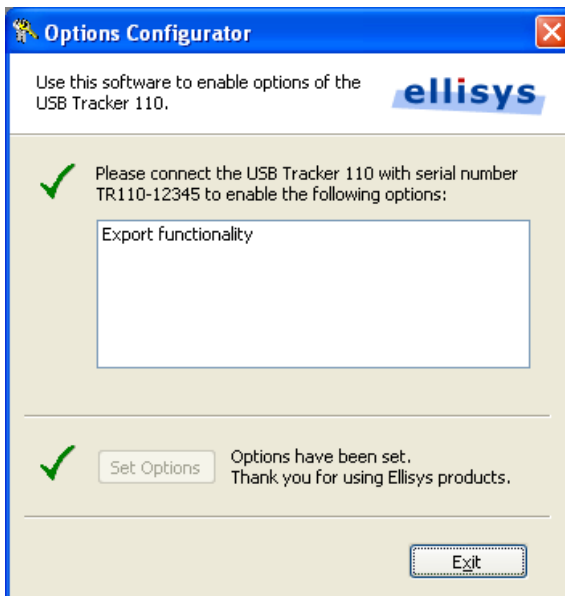 Options Configurator
Use this software to enable options of the
USB Tracker 110.
ellisys
Please connect the USB Tracker 110 with serial number
TR110-12345 to enable the following options:
Export functionality
Set Options
Options have been set.
Thank you for using Ellisys products.
Exit